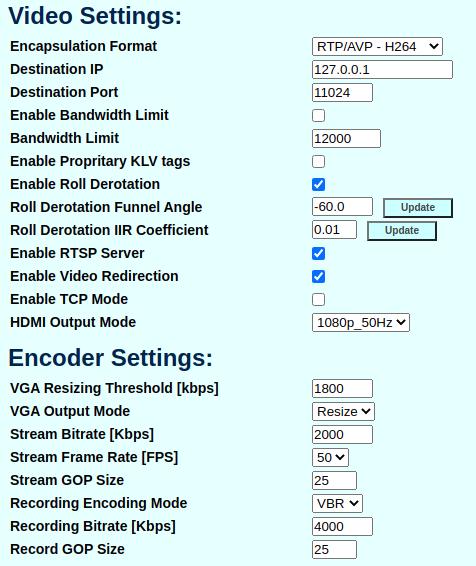 Video Settings:
Encapsulation Format RTP/AVP - H264
Destination IP 127.0.0.1
Destination Port 11024
Enable Bandwidth Limit
Bandwidth Limit 12000
Enable Propritary KLV tags
Enable Roll Derotation
Roll Derotation Funnel Angle -60.0 Update
Roll Derotation IIR Coefficient 0.01 Update
Enable RTSP Server
Enable Video Redirection
Enable TCP Mode
HDMI Output Mode 1080p_50Hz
Encoder Settings:
VGA Resizing Threshold [kbps] 1800
VGA Output Mode Resize
Stream Bitrate [Kbps] 2000
Stream Frame Rate [FPS] 50
Stream GOP Size 25
Recording Encoding Mode VBR
Recording Bitrate [Kbps] 4000
Record GOP Size 25